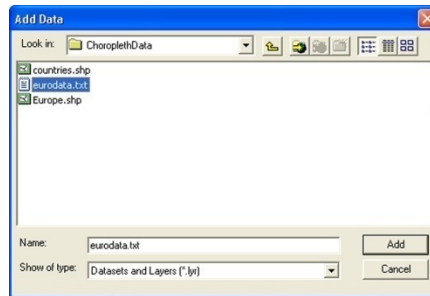 Add Data
Look in: ChoroplethData
countries.shp
eurodata.txt
Europe.shp
Name: eurodata.txt Add
Show of type: Datasets and Layers (*.lyr) Cancel